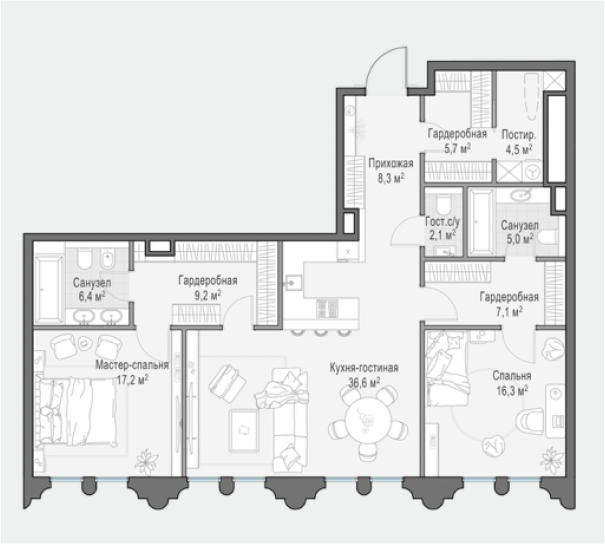 Гардеробная
5.7 м²
Постир.
4.5 м²
Прихожая
8.3 м²
Гост.с/у
2.1 м²
Санузел
5.0 м²
Санузел
6.4 м²
Гардеробная
9.2 м²
Гардеробная
7.1 м²
Мастер-спальня
17.2 м²
Кухня-гостиная
36.6 м²
Спальня
16.3 м²